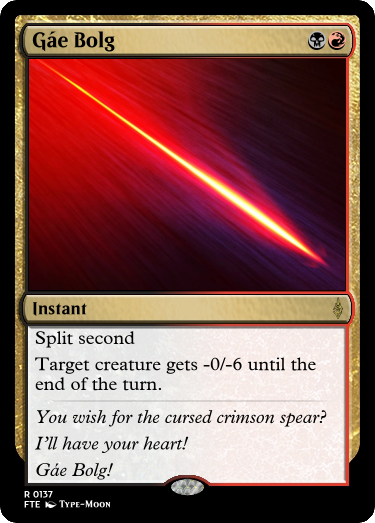 Gáe Bolg
Instant
Split second
Target creature gets -0/-6 until the
end of the turn.
You wish for the cursed crimson spear?
I'll have your heart!
Gáe Bolg!
R 0137
FTE Type-Moon